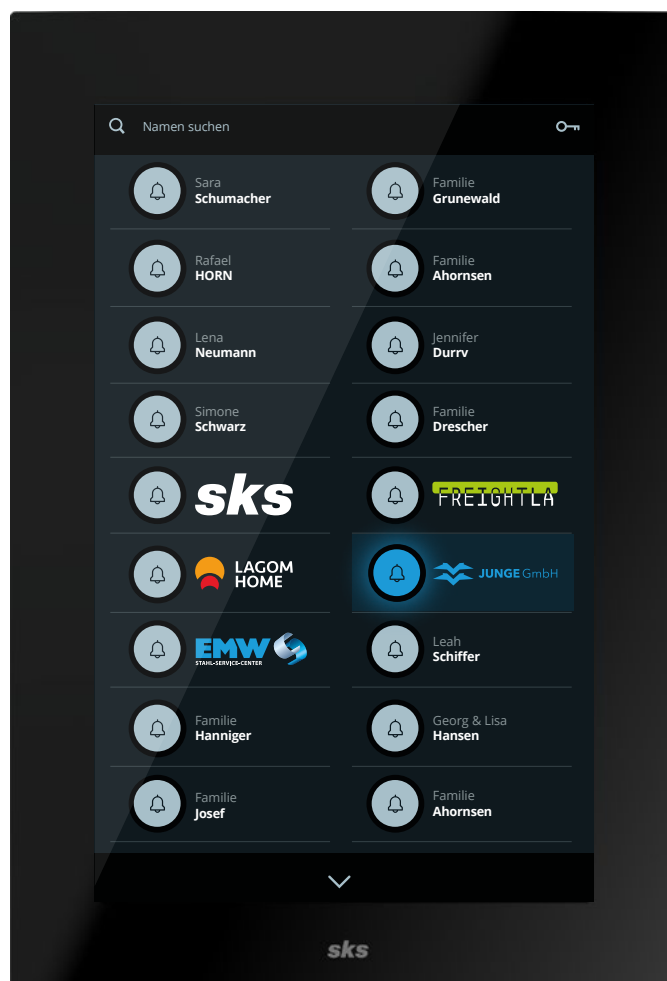 Namen suchen
Sara
Schumacher
Familie
Grunewald
Rafael
HORN
Familie
Ahornsen
Lena
Neumann
Jennifer
Durrv
Simone
Schwarz
Familie
Drescher
sks
FREIGHTLA
LAGOM
HOME
JUNGE GmbH
EMW
STAHL-SERVICE-CENTER
Leah
Schiffer
Familie
Hanniger
Georg & Lisa
Hansen
Familie
Josef
Familie
Ahornsen
sks